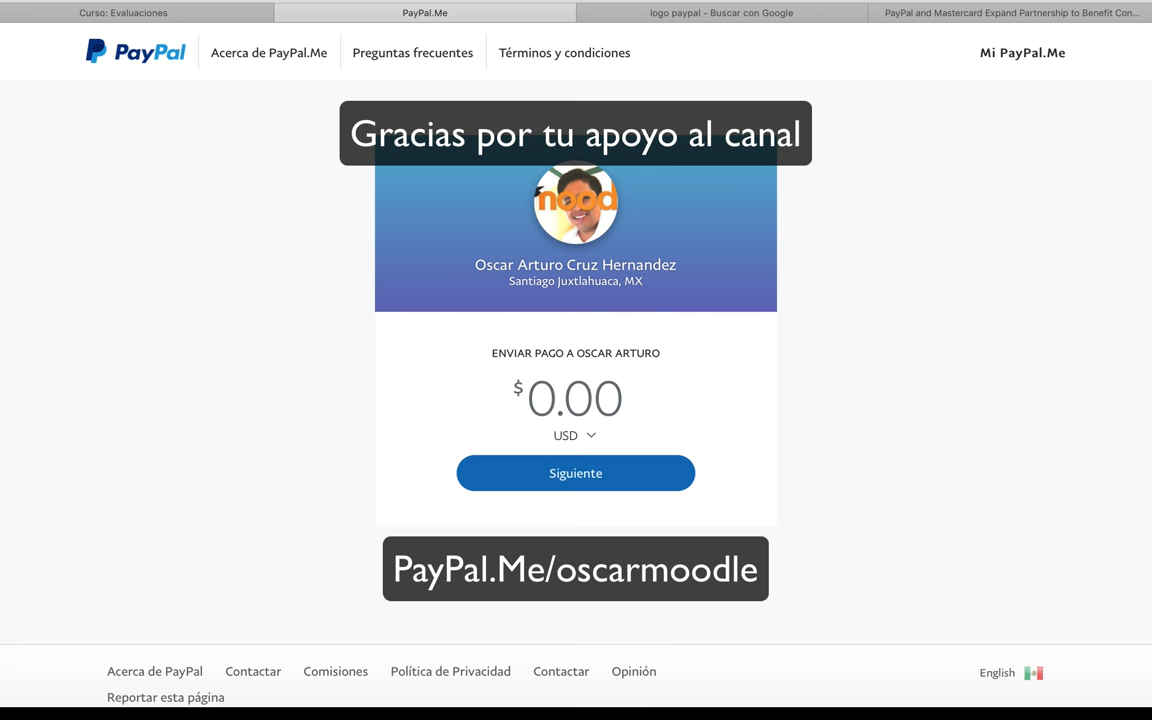 Curso: Evaluaciones
PayPal.Me
logo paypal - Buscar con Google
PayPal and Mastercard Expand Partnership to Benefit Con...
PayPal
Acerca de PayPal.Me
Preguntas frecuentes
Términos y condiciones
Mi PayPal.Me
Gracias por tu apoyo al canal
nood
Oscar Arturo Cruz Hernandez
Santiago Juxtlahuaca, MX
ENVIAR PAGO A OSCAR ARTURO
$0.00
USD
Siguiente
PayPal.Me/oscarmoodle
Acerca de PayPal
Contactar
Comisiones
Política de Privacidad
Contactar
Opinión
English
Reportar esta página